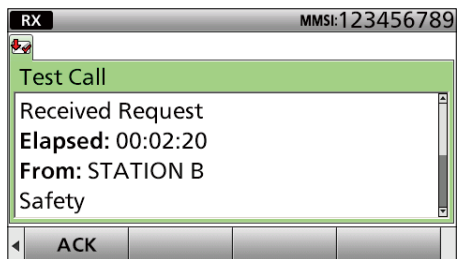 RX MMSI:123456789
Test Call
Received Request
Elapsed: 00:02:20
From: STATION B
Safety
ACK